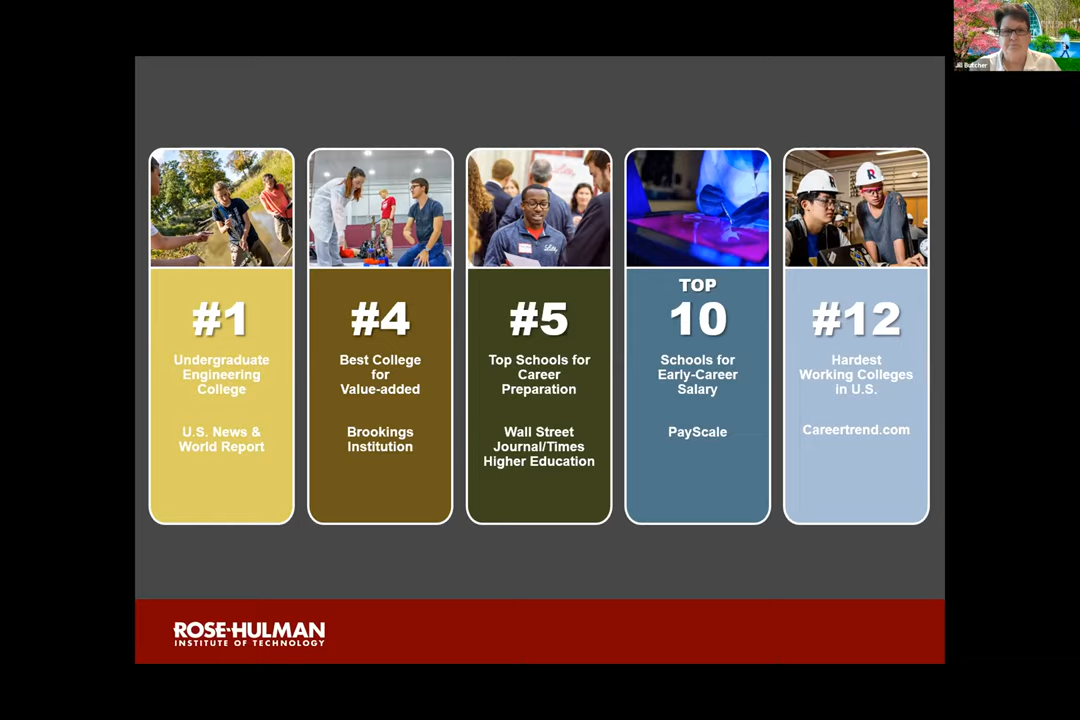 Jill Butcher
#1
Undergraduate
Engineering
College
U.S. News &
World Report
#4
Best College
for
Value-added
Brookings
Institution
#5
Top Schools for
Career
Preparation
Wall Street
Journal/Times
Higher Education
TOP
10
Schools for
Early-Career
Salary
PayScale
#12
Hardest
Working Colleges
in U.S.
Careertrend.com
ROSE-HULMAN
INSTITUTE OF TECHNOLOGY